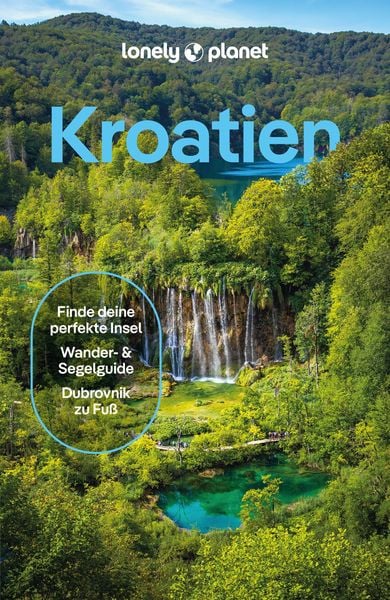 lonely planet
Kroatien
Finde deine
perfekte Insel
Wander- &
Segelguide
Dubrovnik
zu Fuß